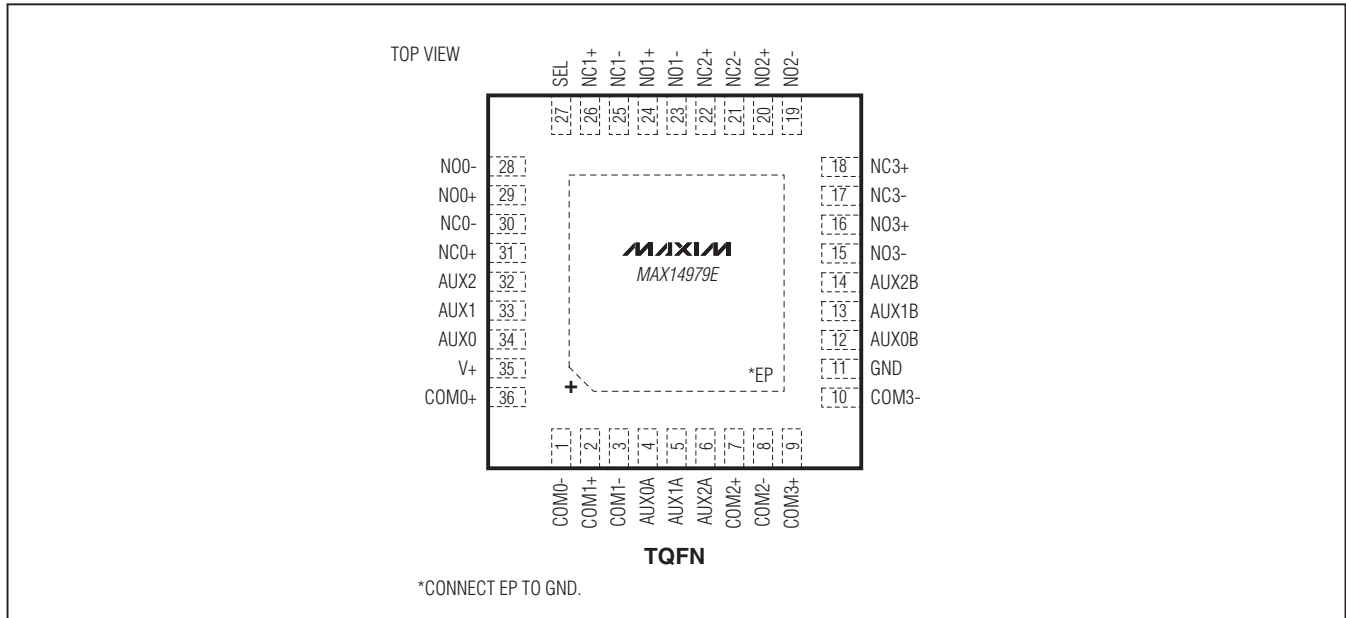 TOP VIEW
SEL NC1+ NC1- NO1+ NO1- NC2+ NC2- NO2+ NO2-
27 26 25 24 23 22 21 20 19
NO0- 28 18 NC3+
NO0+ 29 17 NC3-
NC0- 30 16 NO3+
NC0+ 31 MAXIM 15 NO3-
MAX14979E
AUX2 32 14 AUX2B
AUX1 33 13 AUX1B
AUX0 34 12 AUX0B
V+ 35 *EP 11 GND
+
COM0+ 36 10 COM3-
1 2 3 4 5 6 7 8 9
COM0- COM1+ COM1- AUX0A AUX1A AUX2A COM2+ COM2- COM3+
TQFN
*CONNECT EP TO GND.